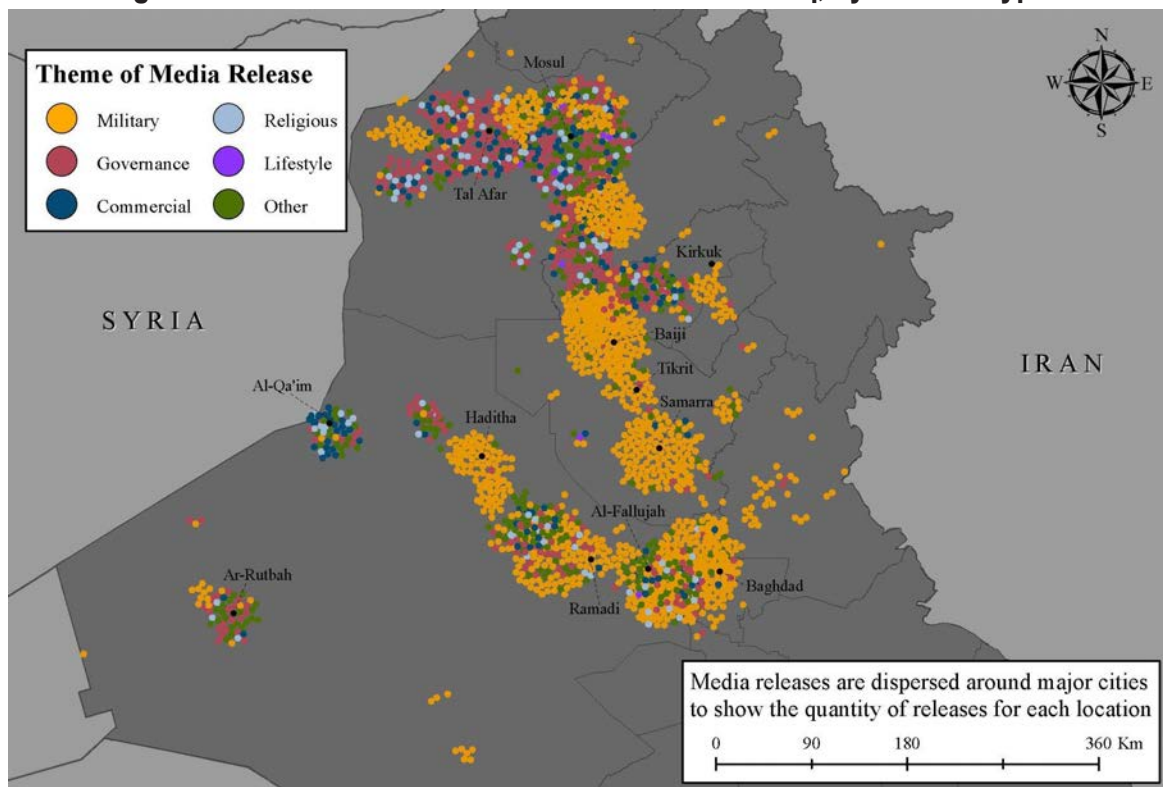 Theme of Media Release
Military
Religious
Governance
Lifestyle
Commercial
Other
N
W E
S
Mosul
Tal Afar
Kirkuk
SYRIA
Baiji
IRAN
Tikrit
Al-Qa'im
Samarra
Haditha
Al-Fallujah
Ar-Rutbah
Baghdad
Ramadi
Media releases are dispersed around major cities
to show the quantity of releases for each location
0 90 180 360 Km